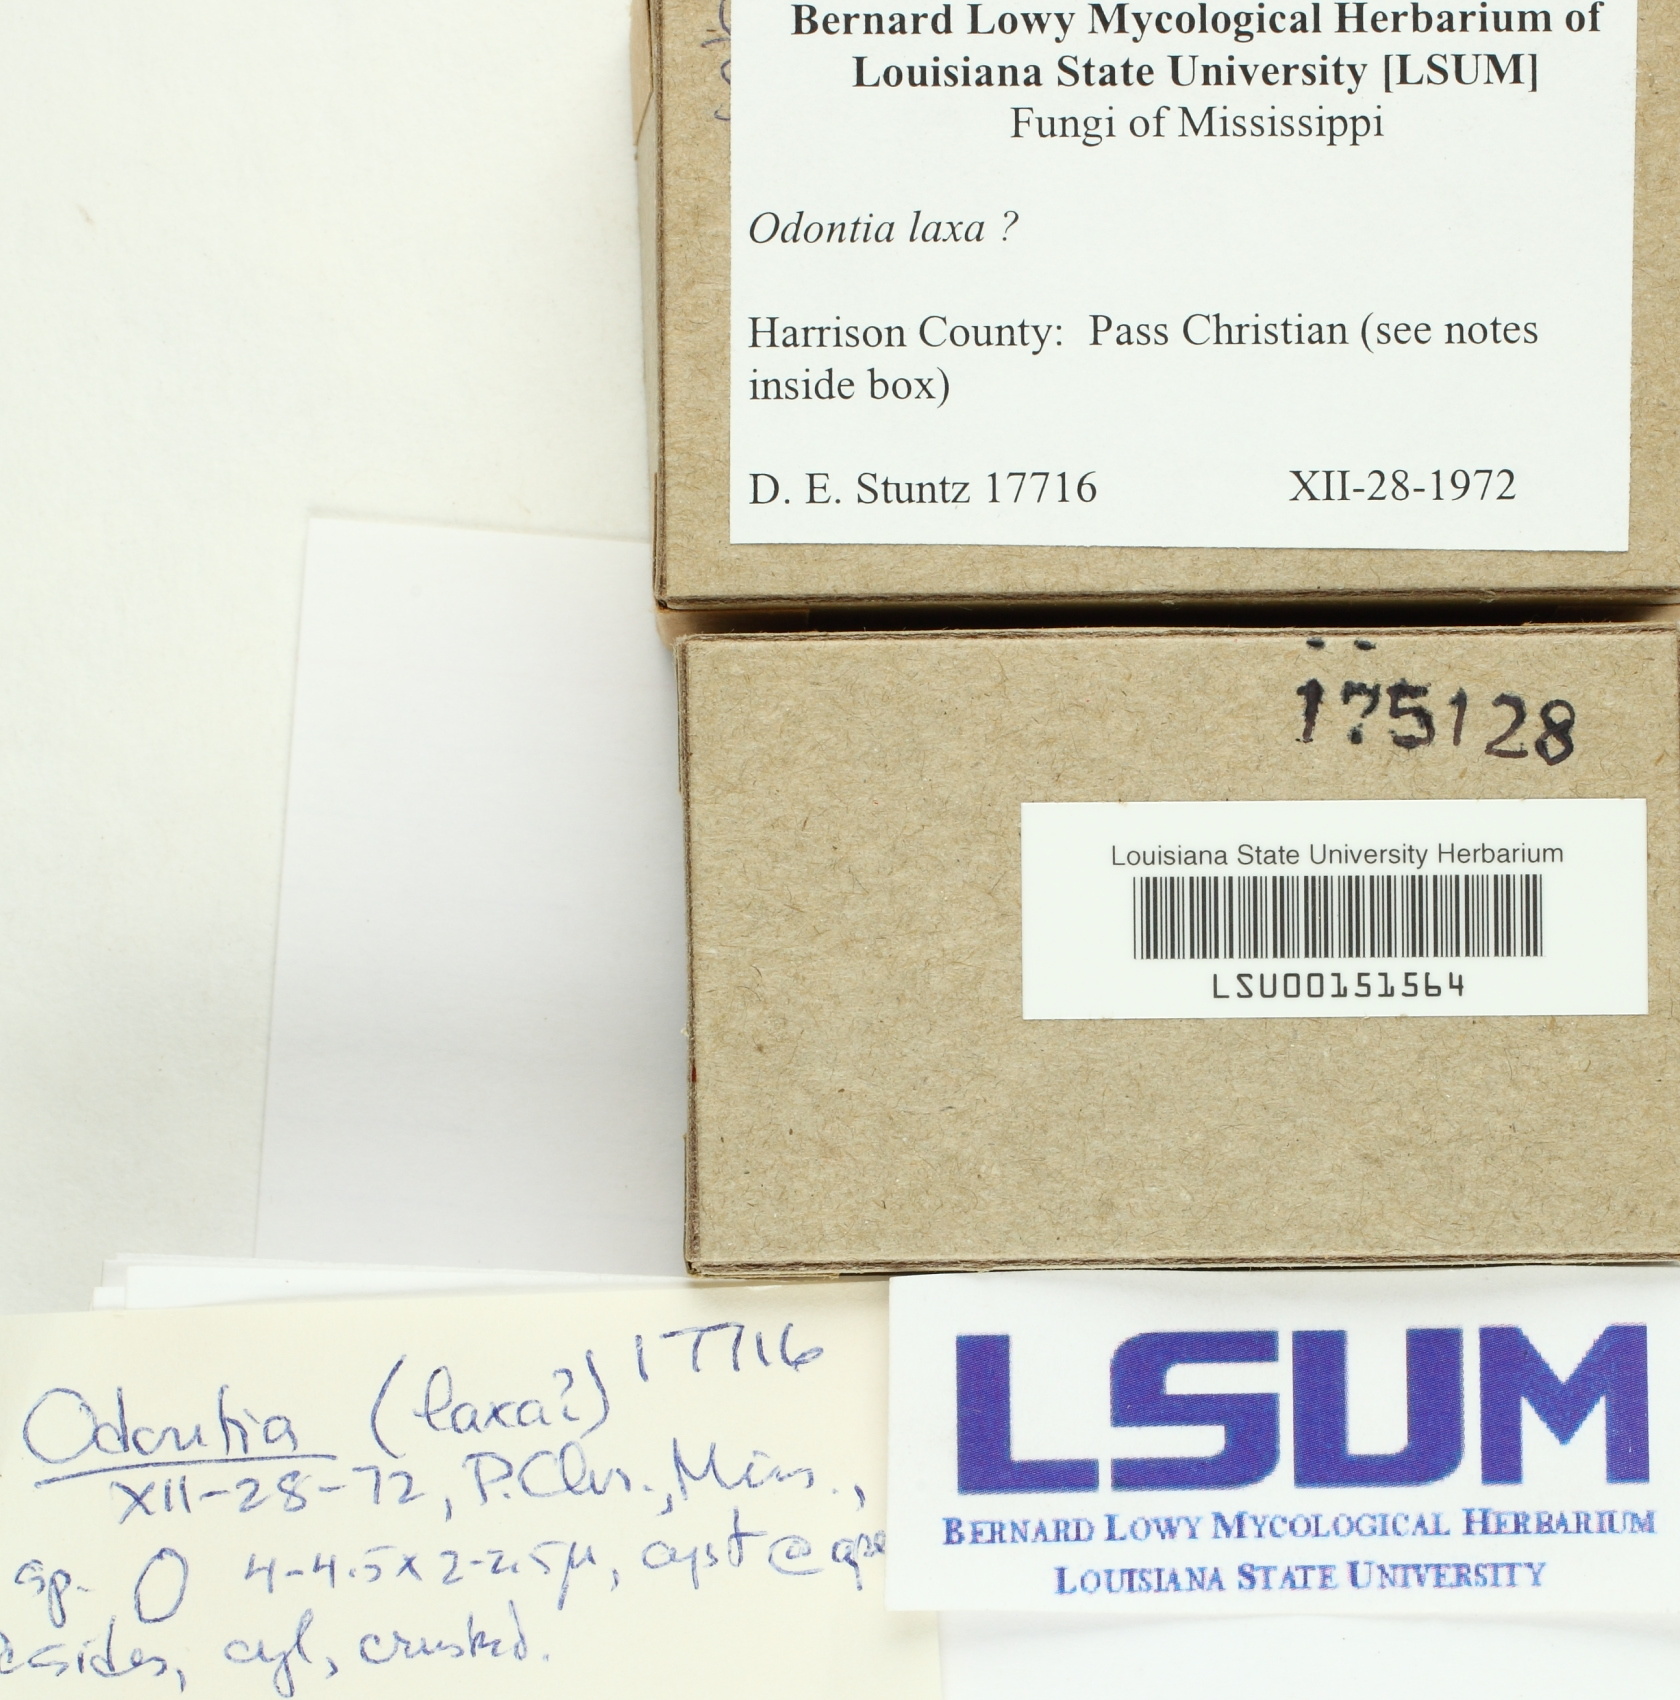 Bernard Lowy Mycological Herbarium of
Louisiana State University [LSUM]
Fungi of Mississippi
Odontia laxa ?
Harrison County: Pass Christian (see notes
inside box)
D. E. Stuntz 17716 XII-28-1972
175128
Louisiana State University Herbarium
LSU00151564
Odontia (laxa?) 17716
XII-28-72, P. Chr., Miss.,
sp. 4-4.5 x 2-2.5µ, cyst @
sides, cyl, crusted.
LSUM
BERNARD LOWY MYCOLOGICAL HERBARIUM
LOUISIANA STATE UNIVERSITY